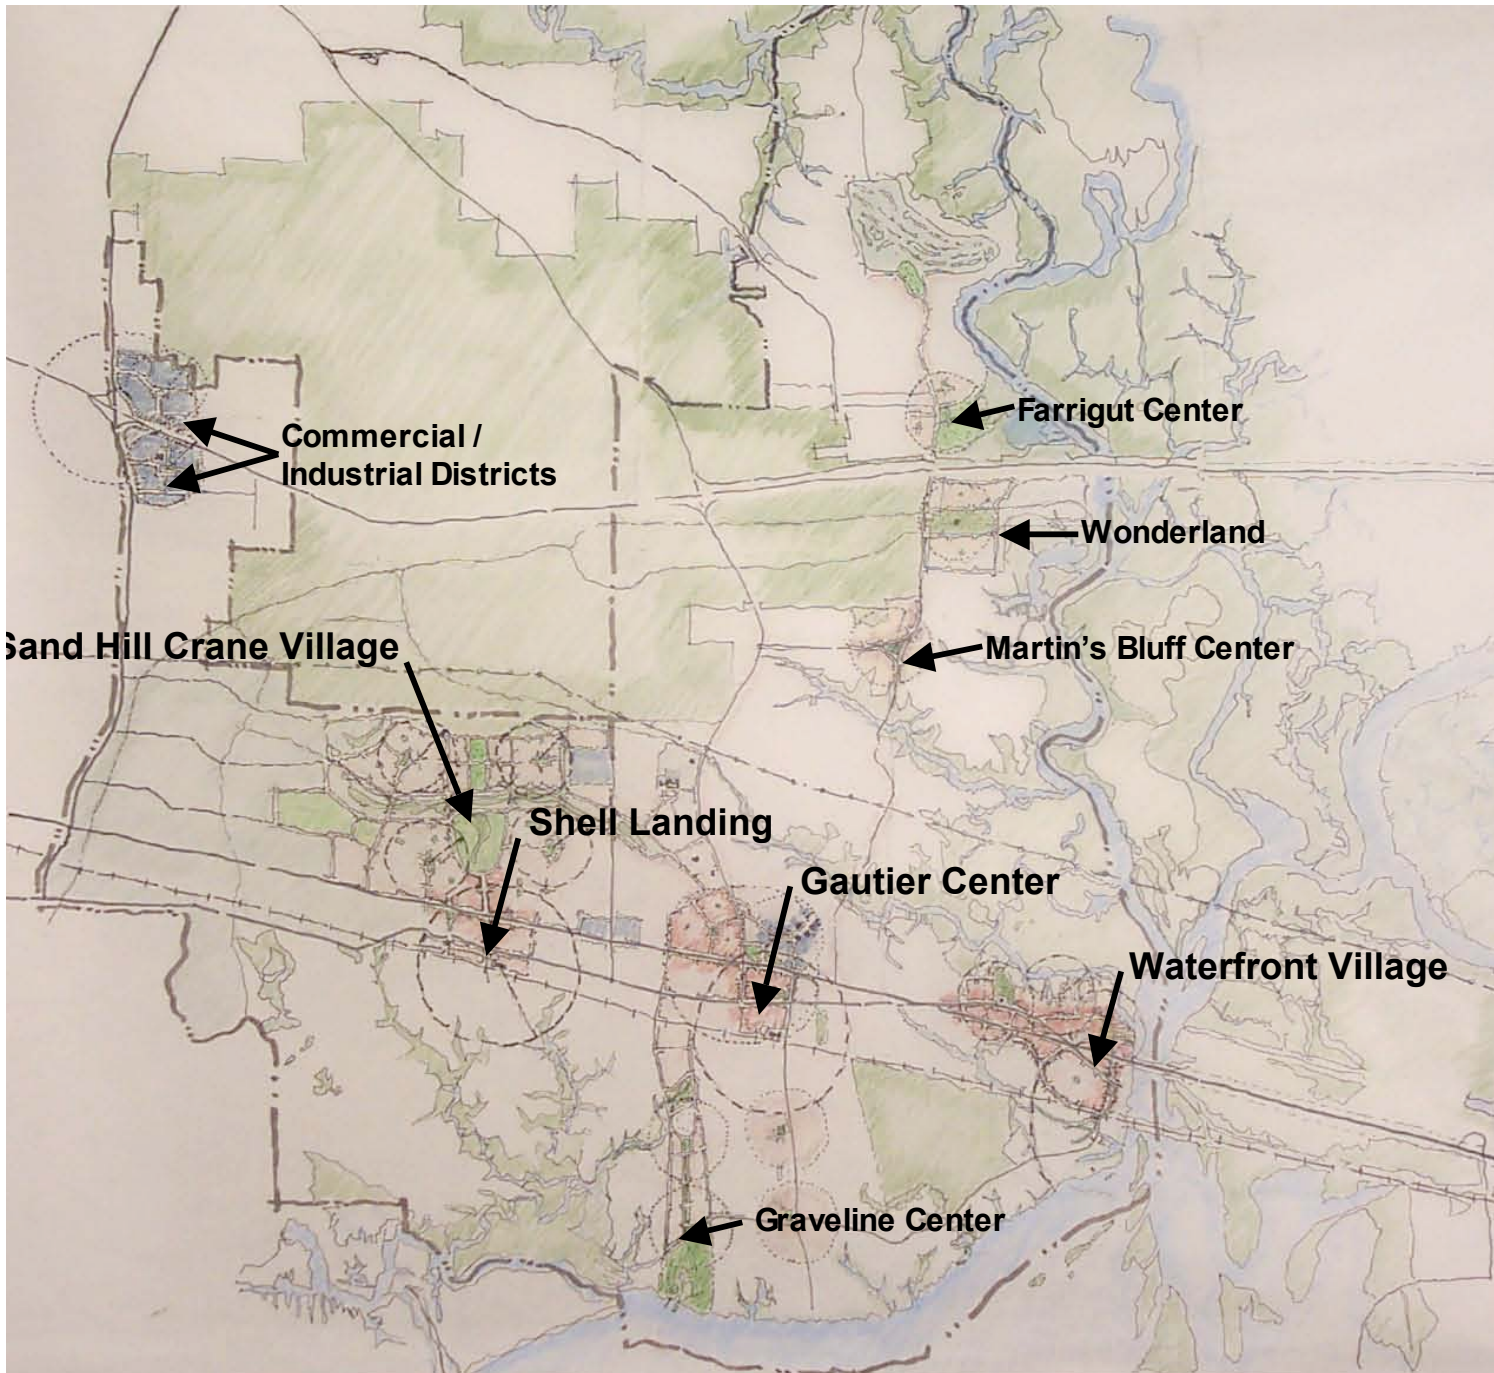 Farrigut Center
Commercial /
Industrial Districts
Wonderland
Sand Hill Crane Village
Martin's Bluff Center
Shell Landing
Gautier Center
Waterfront Village
Graveline Center